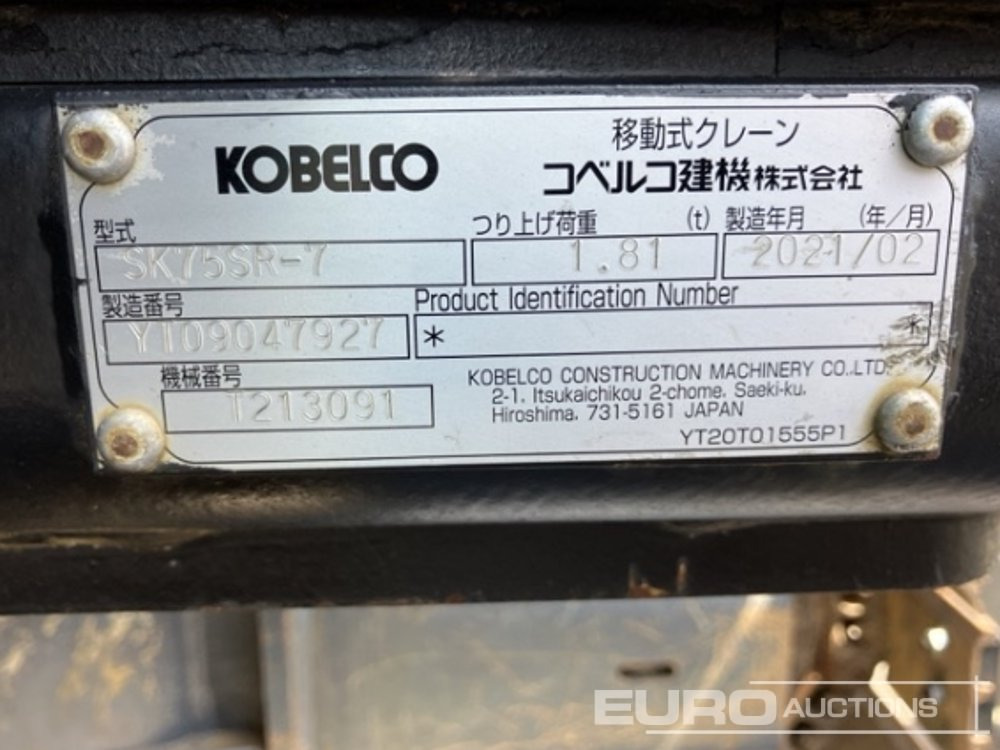 KOBELCO
移動式クレーン
コベルコ建機株式会社
型式
SK75SR-7
つり上げ荷重 (t)
1.81
製造年月 (年/月)
2021/02
製造番号
YT09047927
Product Identification Number
* *
機械番号
T213091
KOBELCO CONSTRUCTION MACHINERY CO.,LTD.
2-1, Itsukaichikou 2-chome, Saeki-ku,
Hiroshima, 731-5161 JAPAN
YT20T01555P1
EURO AUCTIONS